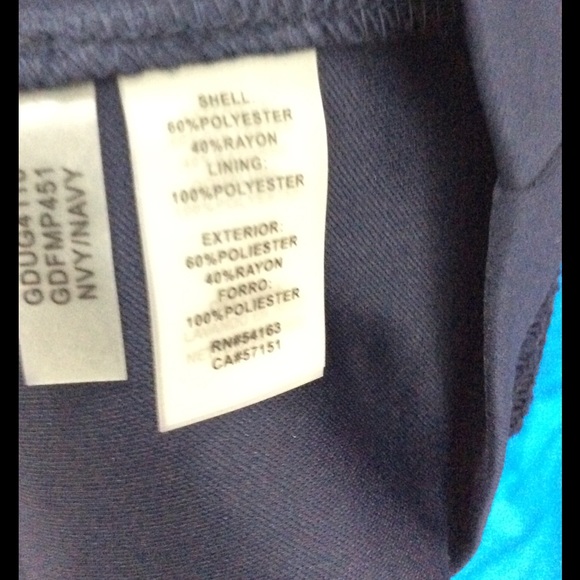 SHELL
60%POLYESTER
40%RAYON
LINING:
100%POLYESTER
EXTERIOR:
60%POLIESTER
40%RAYON
FORRO:
100%POLIESTER
RN#54163
CA#57151
GDFMP451
NVY/NAVY